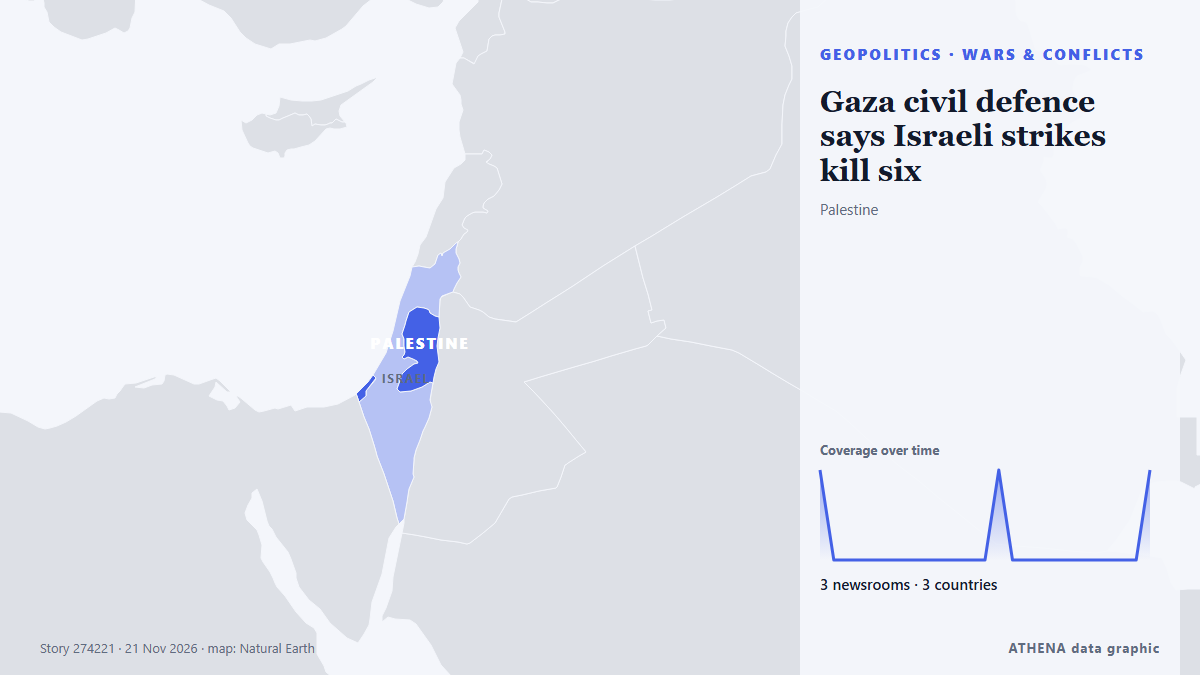 GEOPOLITICS · WARS & CONFLICTS
Gaza civil defence
says Israeli strikes
kill six
Palestine
PALESTINE
ISRAEL
Coverage over time
3 newsrooms · 3 countries
Story 274221 · 21 Nov 2026 · map: Natural Earth
ATHENA data graphic